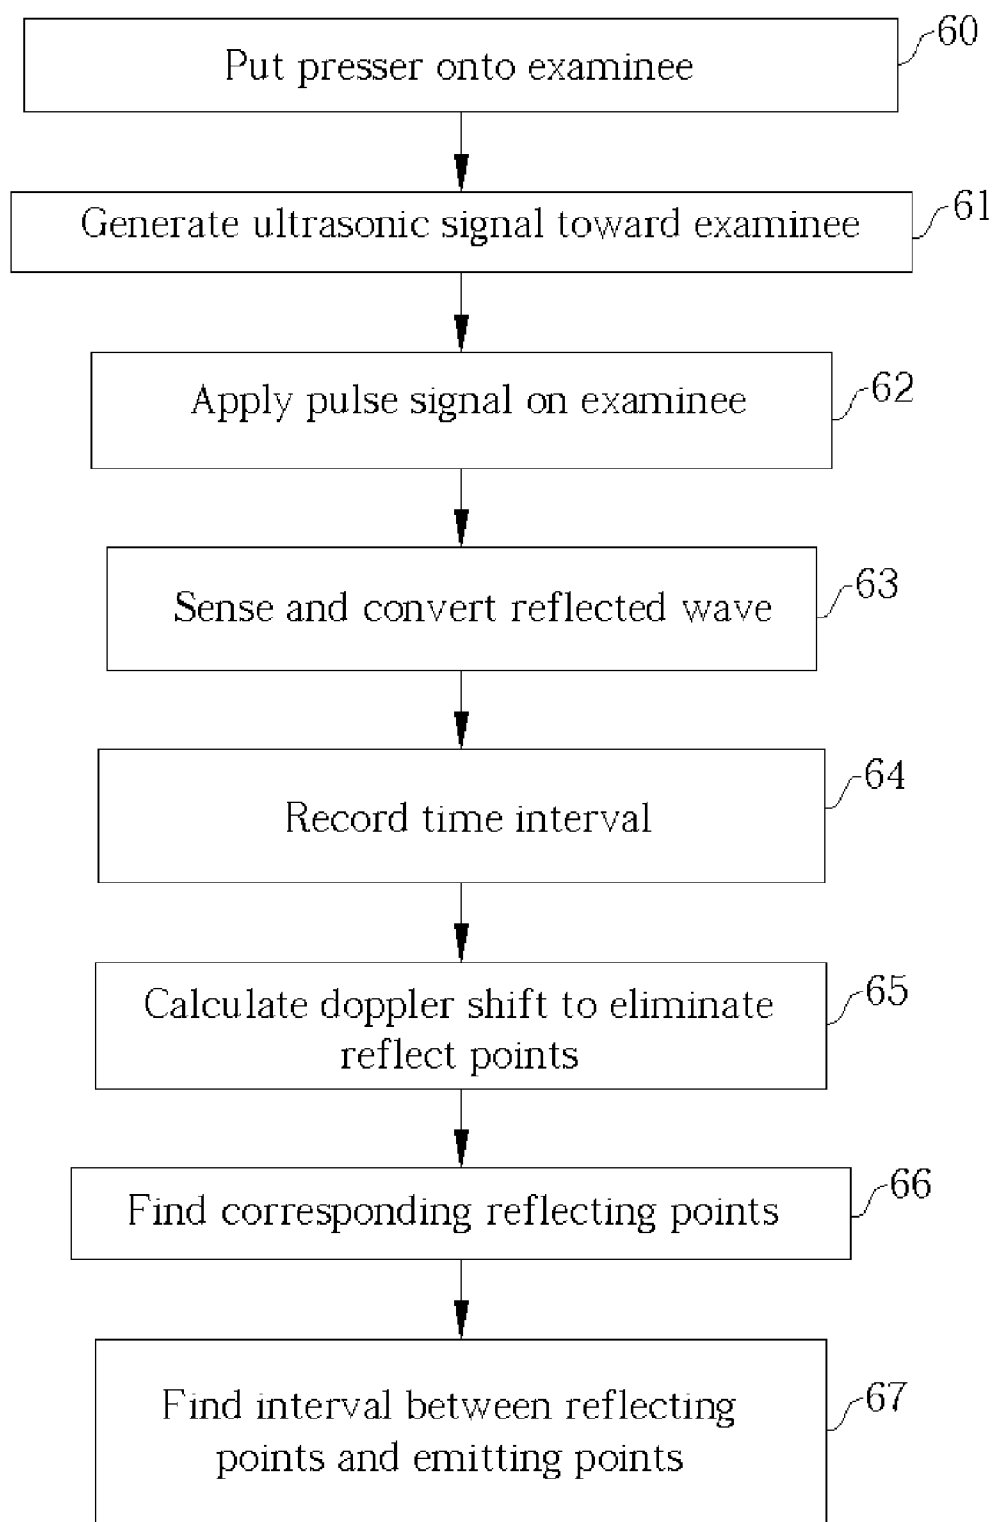 Put presser onto examinee
60
Generate ultrasonic signal toward examinee
61
Apply pulse signal on examinee
62
Sense and convert reflected wave
63
Record time interval
64
Calculate doppler shift to eliminate
reflect points
65
Find corresponding reflecting points
66
Find interval between reflecting
points and emitting points
67